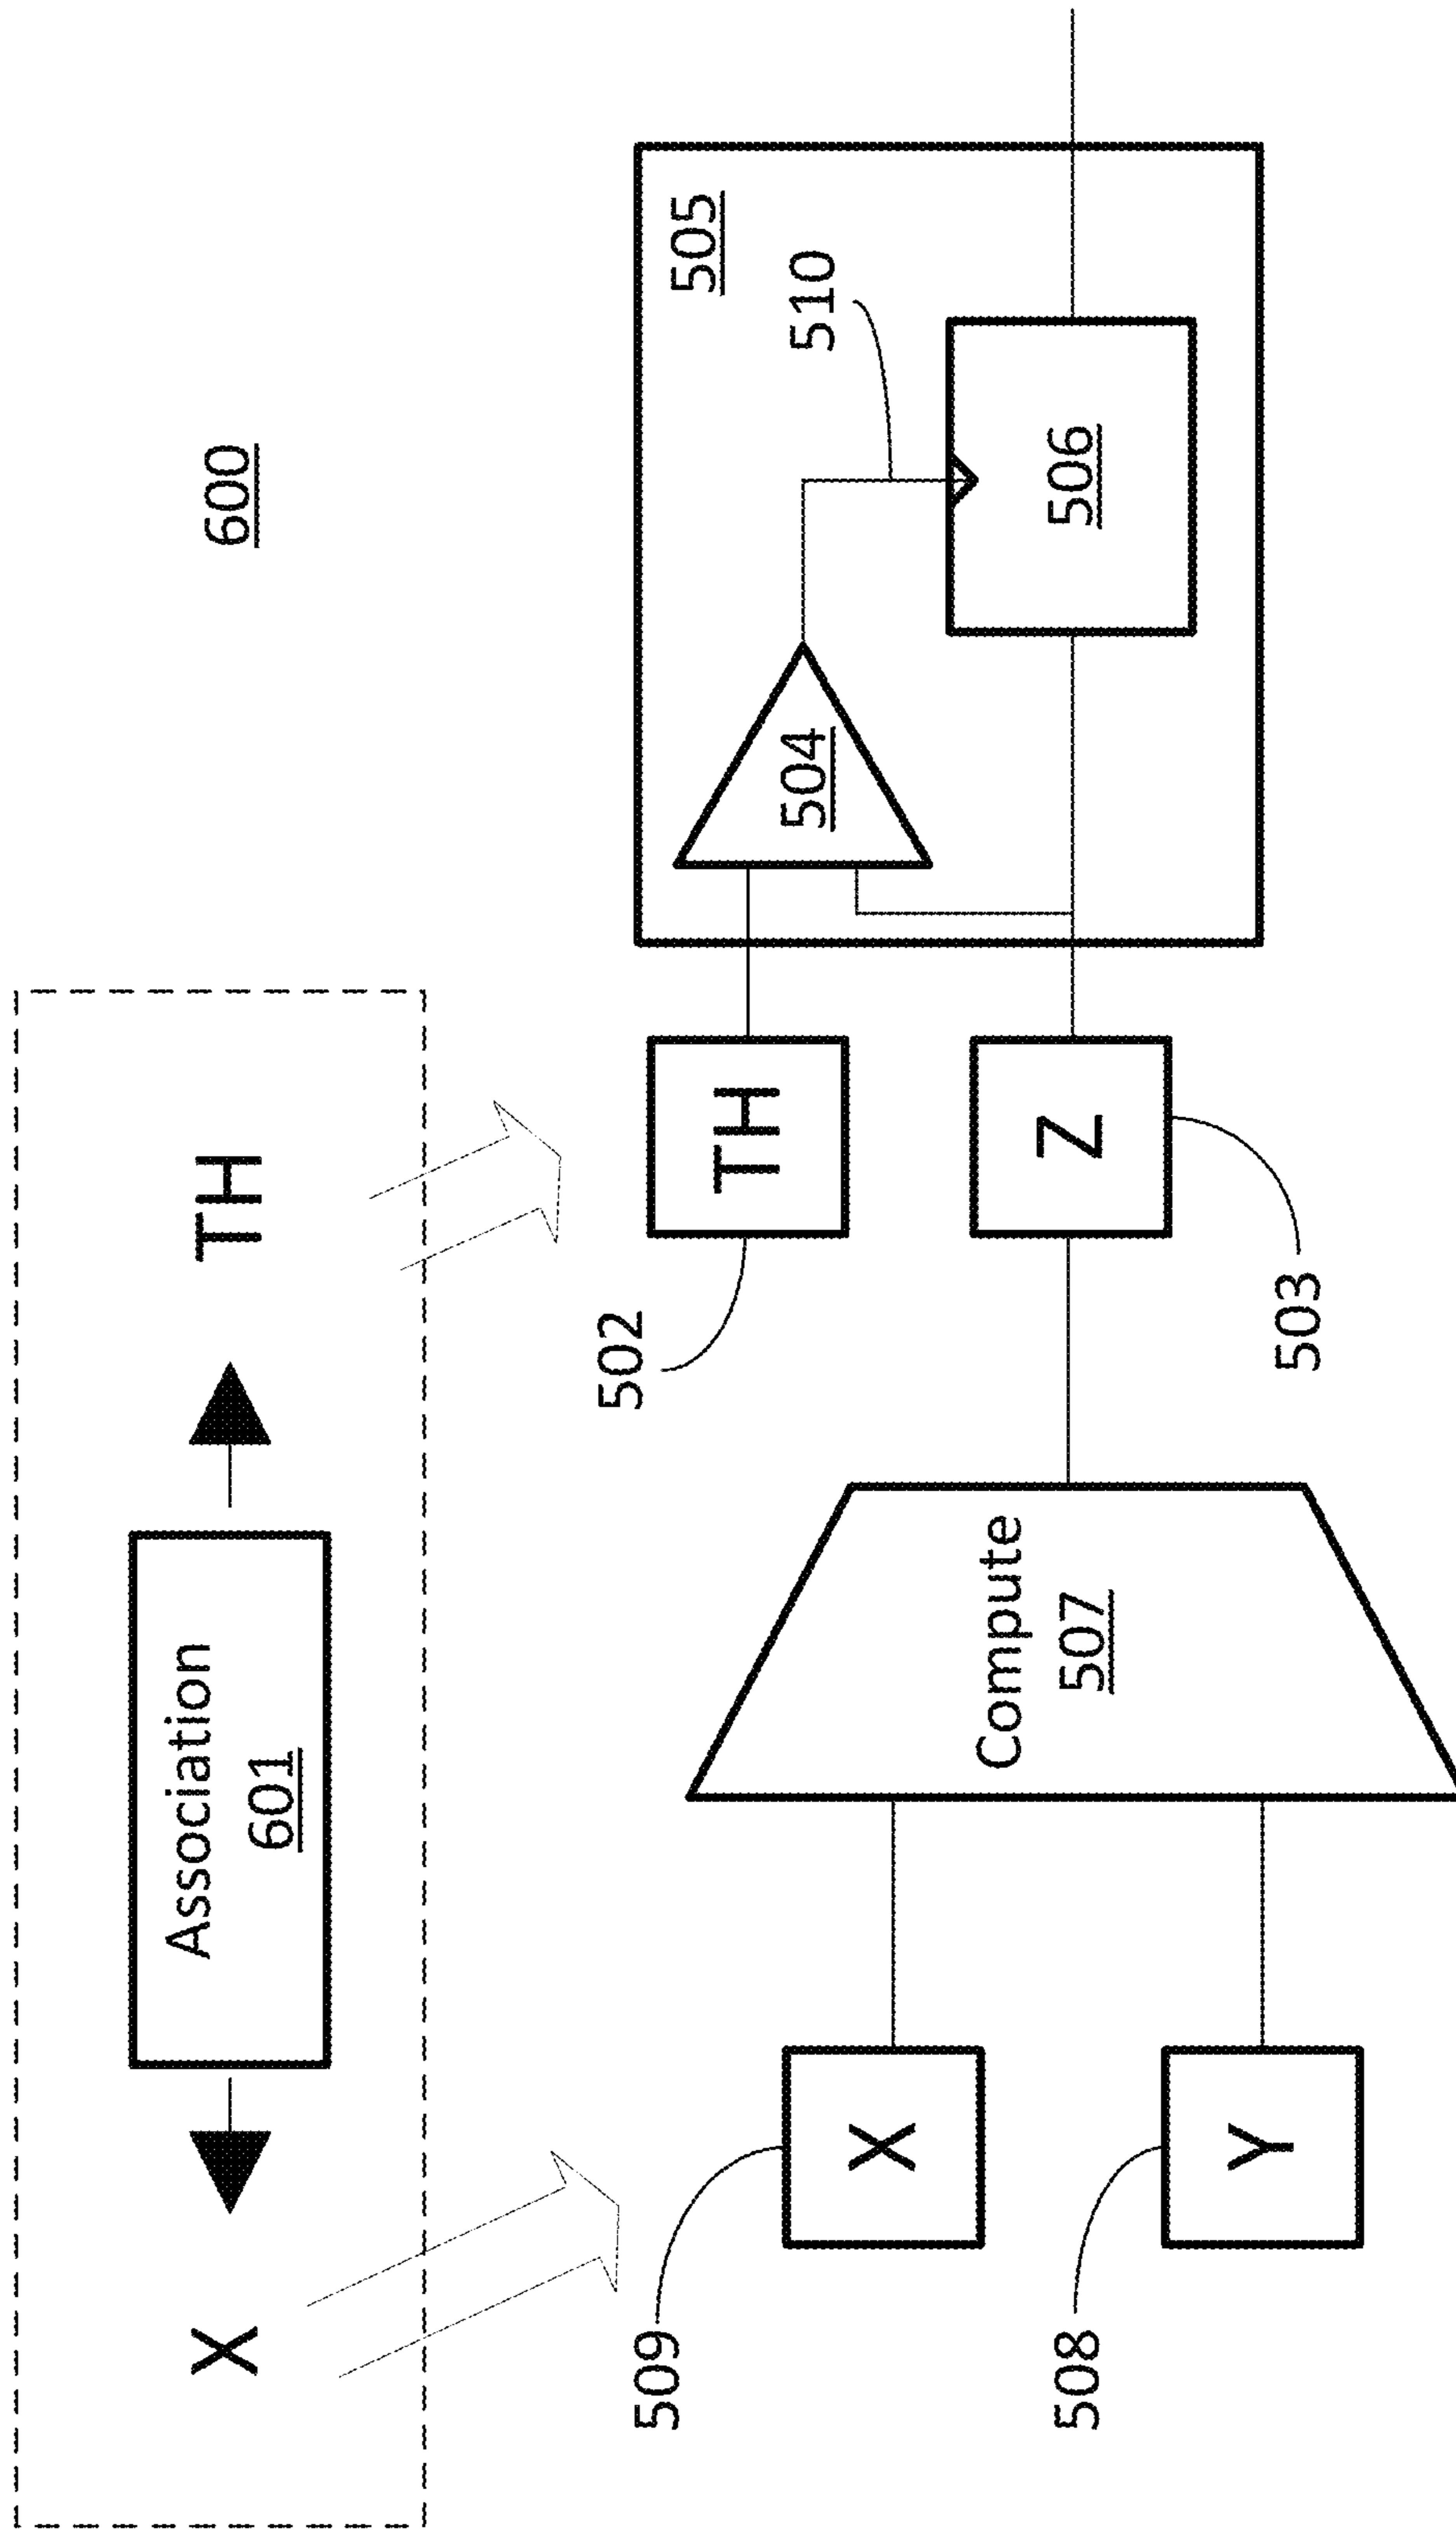 600
X
Association
601
TH
505
510
502
TH
504
509
X
Compute
507
Z
506
503
508
Y